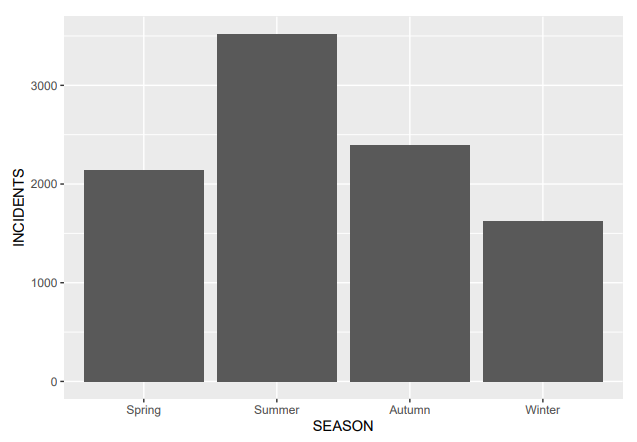 INCIDENTS
3000
2000
1000
0
Spring Summer Autumn Winter
SEASON